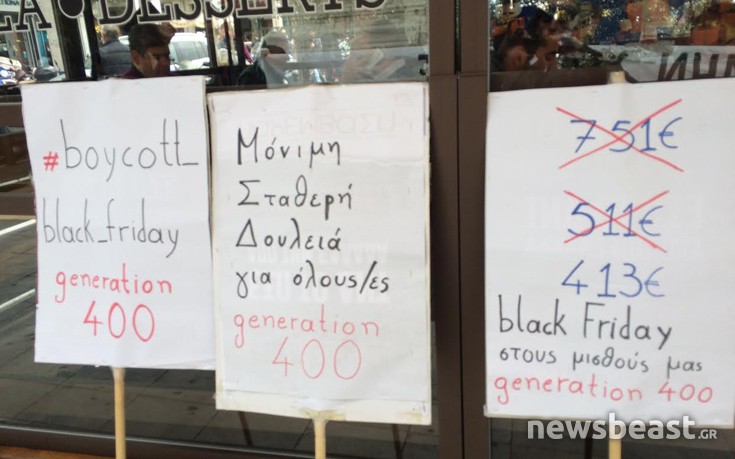 DESSERTS
#boycott_
black_friday
generation
400
Μόνιμη
Σταθερή
Δουλειά
για όλους/ες
generation
400
751€
511€
413€
black Friday
στους μισθούς μας
generation 400
newsbeast.GR